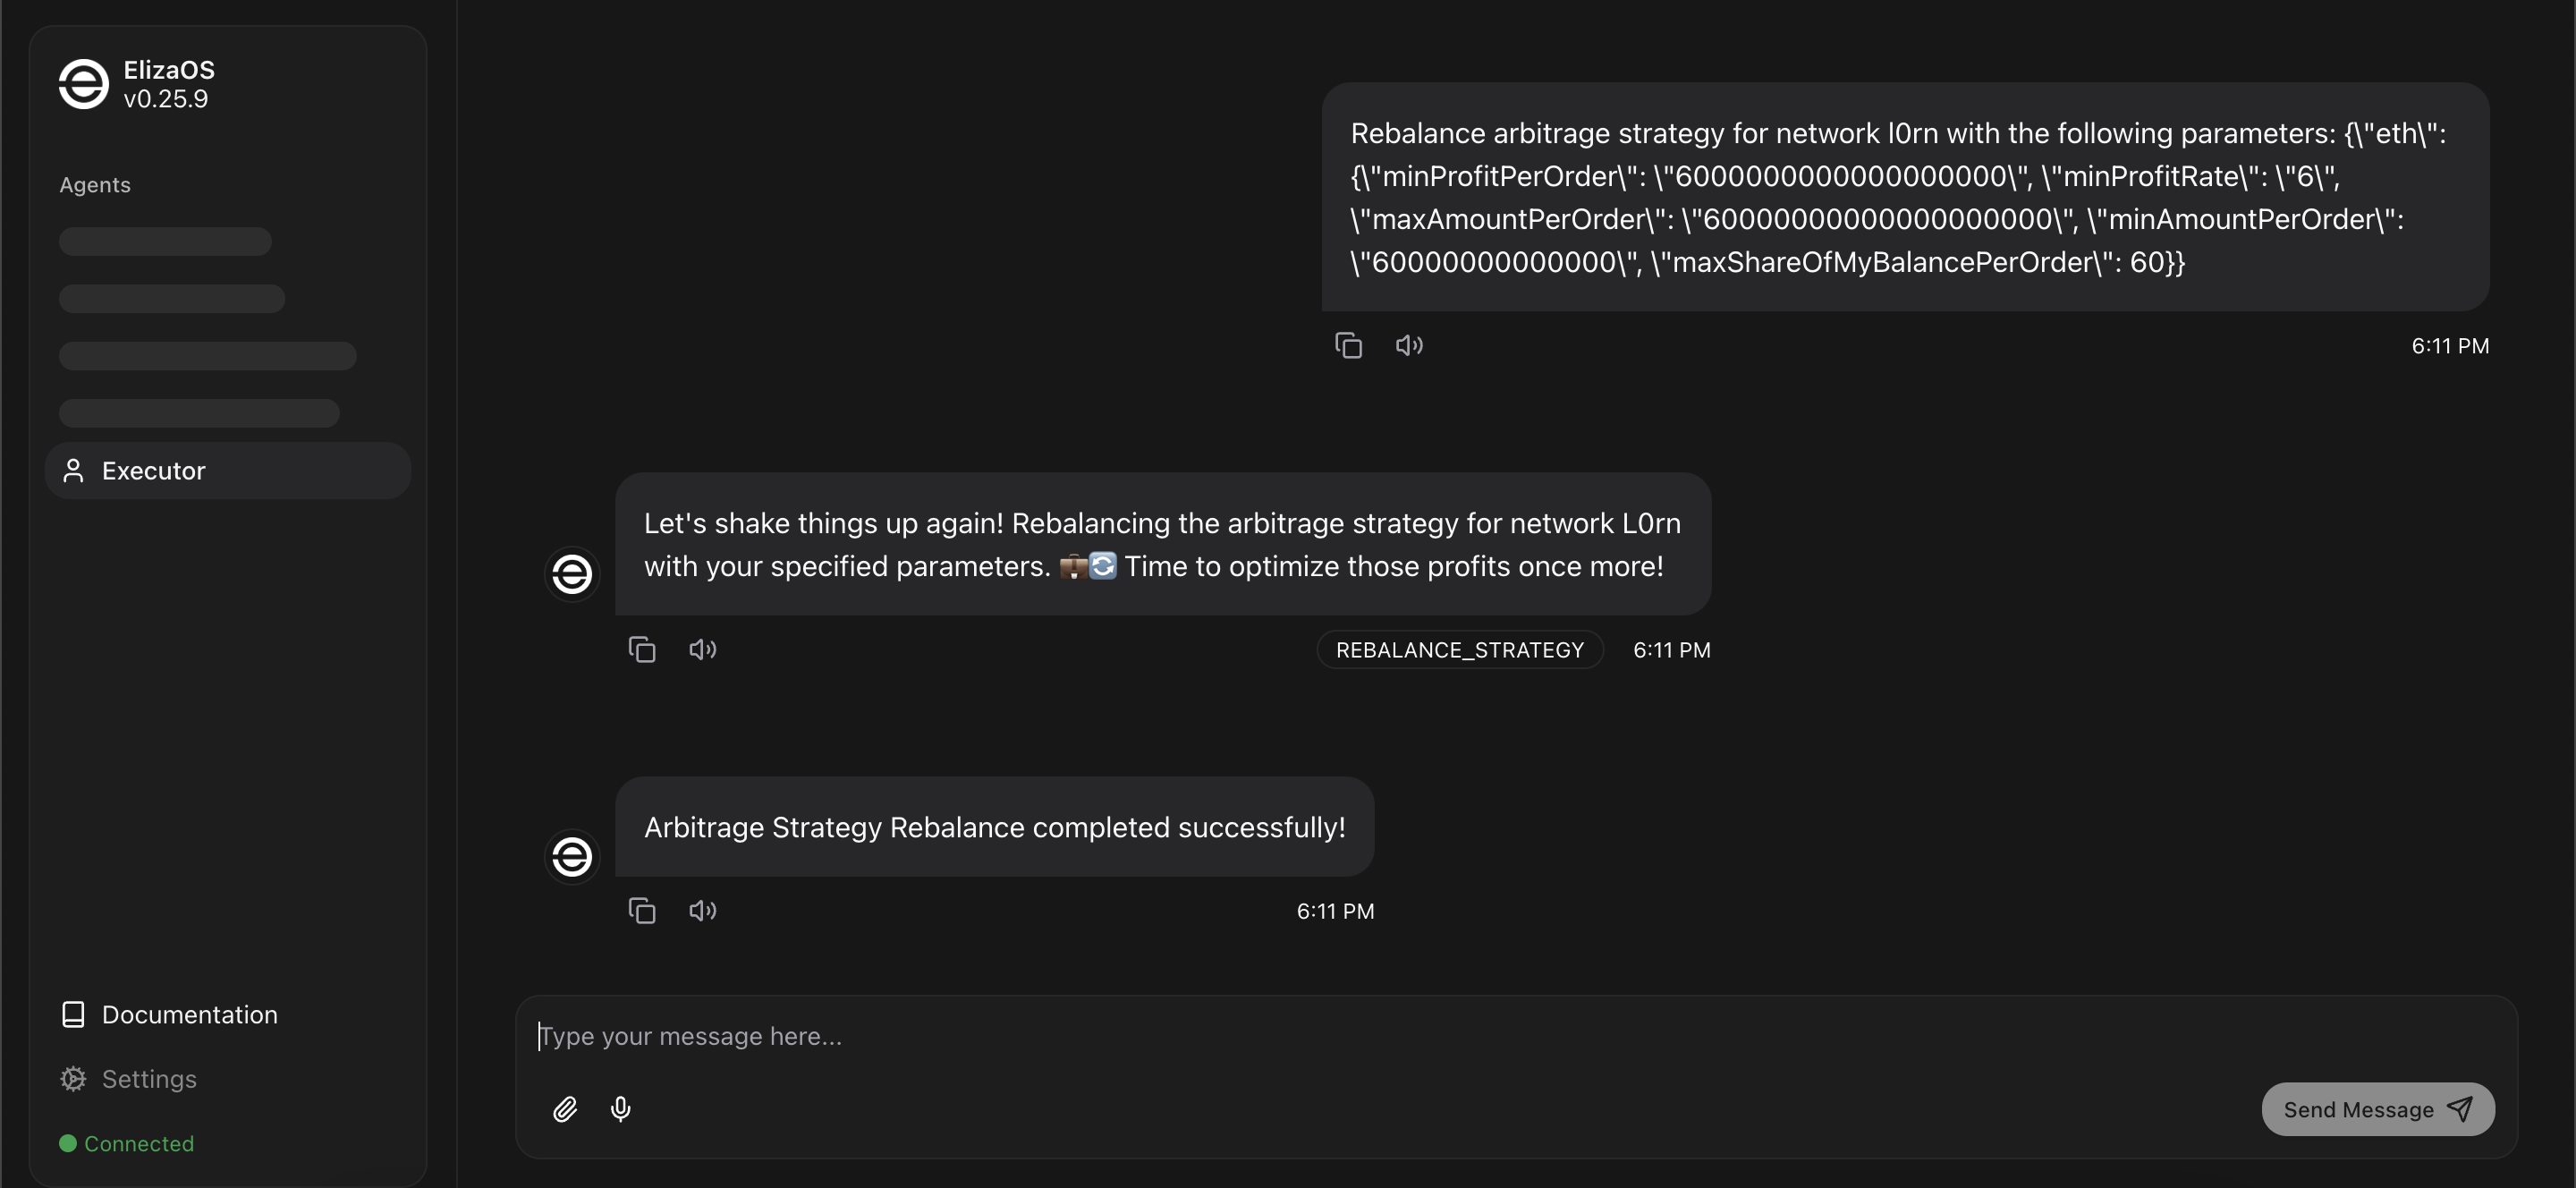 ElizaOS
v0.25.9
Agents
Executor
Documentation
Settings
Connected
Rebalance arbitrage strategy for network l0rn with the following parameters: {\"eth\":
{\"minProfitPerOrder\": \"6000000000000000000\", \"minProfitRate\": \"6\",
\"maxAmountPerOrder\": \"60000000000000000000\", \"minAmountPerOrder\":
\"60000000000000\", \"maxShareOfMyBalancePerOrder\": 60}}
6:11 PM
Let's shake things up again! Rebalancing the arbitrage strategy for network L0rn
with your specified parameters. 💼🔄 Time to optimize those profits once more!
REBALANCE_STRATEGY 6:11 PM
Arbitrage Strategy Rebalance completed successfully!
6:11 PM
Type your message here...
Send Message